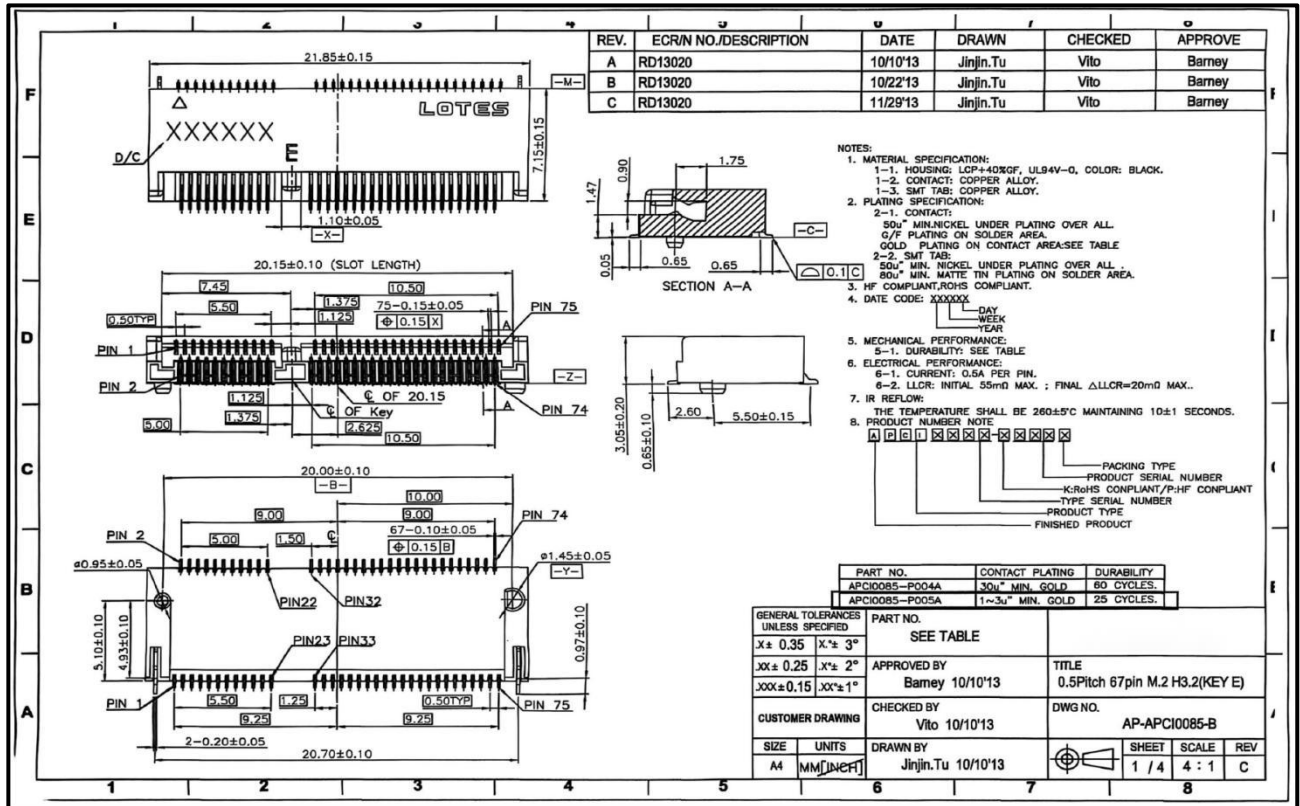 1 2 3 4 5 6 7 8
F
E
D
C
B
A
REV. ECR/N NO./DESCRIPTION DATE DRAWN CHECKED APPROVE
A RD13020 10/10'13 Jinjin.Tu Vito Barney
B RD13020 10/22'13 Jinjin.Tu Vito Barney
C RD13020 11/29'13 Jinjin.Tu Vito Barney
21.85±0.15
-M-
LOTES
XXXXXX
D/C
E
7.15±0.15
1.10±0.05
-X-
1.75
0.90
1.47
0.05
0.65
0.65
-C-
0.1 C
SECTION A-A
20.15±0.10 (SLOT LENGTH)
7.45
10.50
5.50
1.375
75-0.15±0.05
1.125
0.15 X
0.50TYP
A
PIN 75
PIN 1
PIN 2
-Z-
℄ OF 20.15
℄ OF Key
A
PIN 74
1.125
5.00
1.375
2.625
10.50
3.05±0.20
0.65±0.10
2.60
5.50±0.15
20.00±0.10
-B-
10.00
9.00
9.00
PIN 74
PIN 2
5.00
1.50
℄
67-0.10±0.05
0.15 B
ø0.95±0.05
ø1.45±0.05
-Y-
PIN22
PIN32
5.10±0.10
4.93±0.10
PIN23
PIN33
0.97±0.10
PIN 1
5.50
1.25
0.50TYP
PIN 75
9.25
9.25
2-0.20±0.05
20.70±0.10
NOTES:
1. MATERIAL SPECIFICATION:
1-1. HOUSING: LCP+40%GF, UL94V-0, COLOR: BLACK.
1-2. CONTACT: COPPER ALLOY.
1-3. SMT TAB: COPPER ALLOY.
2. PLATING SPECIFICATION:
2-1. CONTACT:
50u" MIN.NICKEL UNDER PLATING OVER ALL.
G/F PLATING ON SOLDER AREA.
GOLD PLATING ON CONTACT AREA:SEE TABLE
2-2. SMT TAB:
50u" MIN. NICKEL UNDER PLATING OVER ALL .
80u" MIN. MATTE TIN PLATING ON SOLDER AREA.
3. HF COMPLIANT,ROHS COMPLIANT.
4. DATE CODE: XXXXXX
DAY
WEEK
YEAR
5. MECHANICAL PERFORMANCE:
5-1. DURABILITY: SEE TABLE
6. ELECTRICAL PERFORMANCE:
6-1. CURRENT: 0.5A PER PIN.
6-2. LLCR: INITIAL 55mΩ MAX. ; FINAL △LLCR=20mΩ MAX..
7. IR REFLOW:
THE TEMPERATURE SHALL BE 260±5°C MAINTAINING 10±1 SECONDS.
8. PRODUCT NUMBER NOTE
A P C I X X X X - X X X X X
PACKING TYPE
PRODUCT SERIAL NUMBER
K:RoHS COMPLIANT/P:HF COMPLIANT
TYPE SERIAL NUMBER
PRODUCT TYPE
FINISHED PRODUCT
PART NO. CONTACT PLATING DURABILITY
APCI0085-P004A 30u" MIN. GOLD 60 CYCLES.
APCI0085-P005A 1~3u" MIN. GOLD 25 CYCLES.
GENERAL TOLERANCES
UNLESS SPECIFIED
.X± 0.35 X.°± 3°
.XX± 0.25 .X°± 2°
.XXX±0.15 .XX°±1°
PART NO.
SEE TABLE
APPROVED BY
Barney 10/10'13
TITLE
0.5Pitch 67pin M.2 H3.2(KEY E)
CUSTOMER DRAWING
CHECKED BY
Vito 10/10'13
DWG NO.
AP-APCI0085-B
SIZE UNITS
A4 MM[INCH]
DRAWN BY
Jinjin.Tu 10/10'13
SHEET SCALE REV
1 / 4 4 : 1 C
1 2 3 4 5 6 7 8